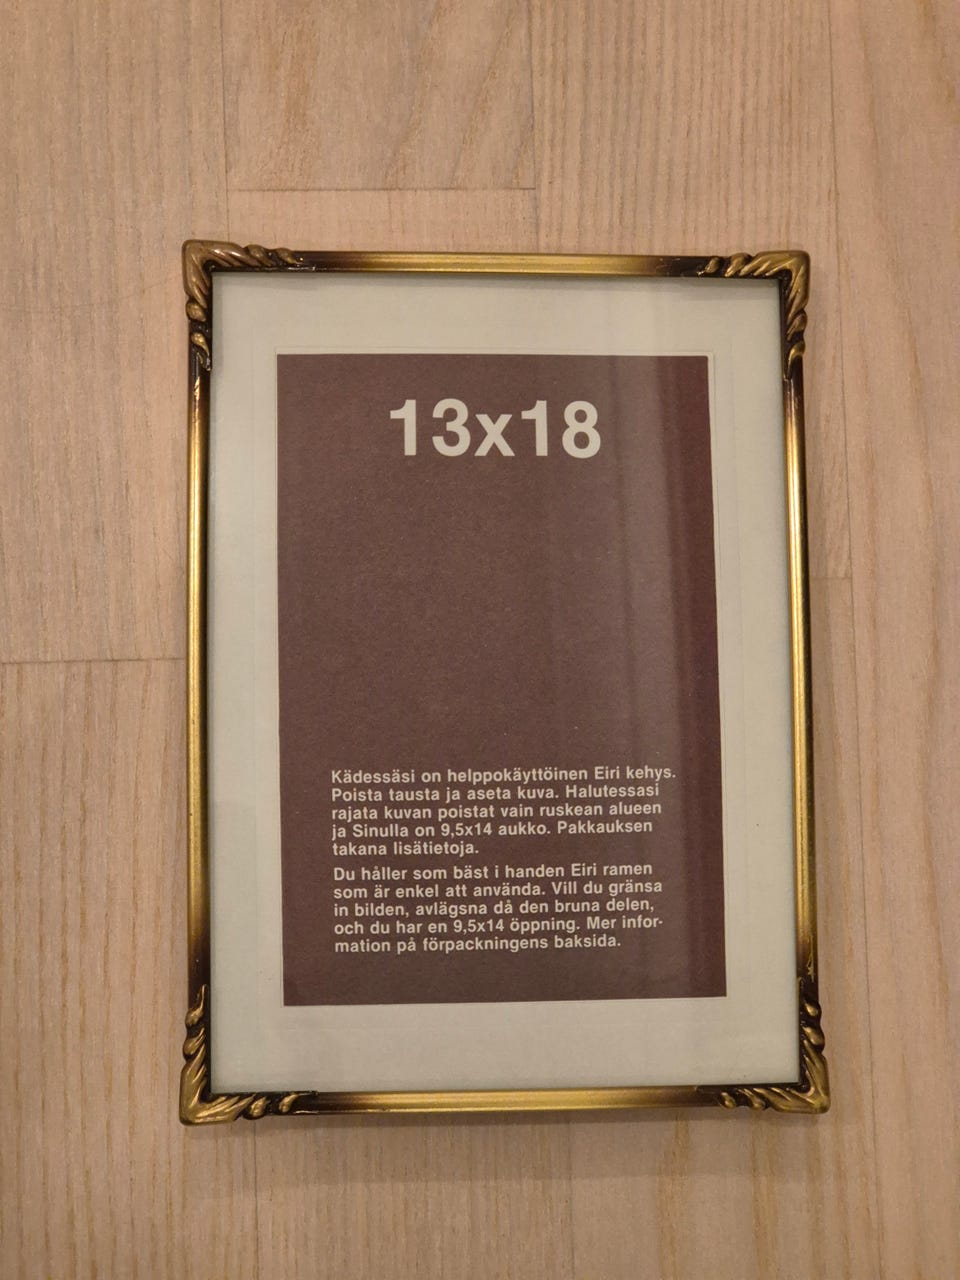 13x18
Kädessäsi on helppokäyttöinen Eiri kehys.
Poista tausta ja aseta kuva. Halutessasi
rajata kuvan poistat vain ruskean alueen
ja Sinulla on 9,5x14 aukko. Pakkauksen
takana lisätietoja.
Du håller som bäst i handen Eiri ramen
som är enkel att använda. Vill du gränsa
in bilden, avlägsna då den bruna delen,
och du har en 9,5x14 öppning. Mer infor-
mation på förpackningens baksida.